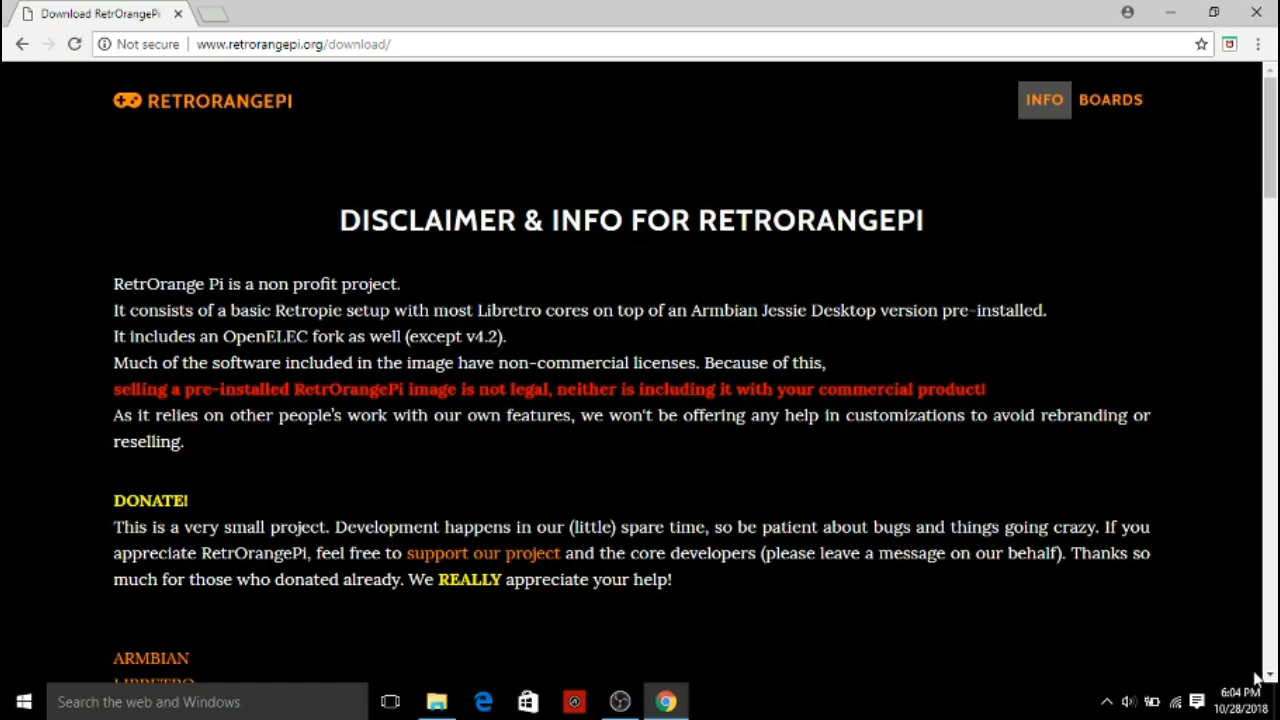 Download RetrOrangePi
Not secure
www.retrorangepi.org/download/
RETRORANGEPI
INFO
BOARDS
DISCLAIMER & INFO FOR RETRORANGEPI
RetrOrange Pi is a non profit project.
It consists of a basic Retropie setup with most Libretro cores on top of an Armbian Jessie Desktop version pre-installed.
It includes an OpenELEC fork as well (except v4.2).
Much of the software included in the image have non-commercial licenses. Because of this,
selling a pre-installed RetrOrangePi image is not legal, neither is including it with your commercial product!
As it relies on other people's work with our own features, we won't be offering any help in customizations to avoid rebranding or
reselling.
DONATE!
This is a very small project. Development happens in our (little) spare time, so be patient about bugs and things going crazy. If you
appreciate RetrOrangePi, feel free to support our project and the core developers (please leave a message on our behalf). Thanks so
much for those who donated already. We REALLY appreciate your help!
ARMBIAN
LIBRETRO
Search the web and Windows
6:04 PM
10/28/2018